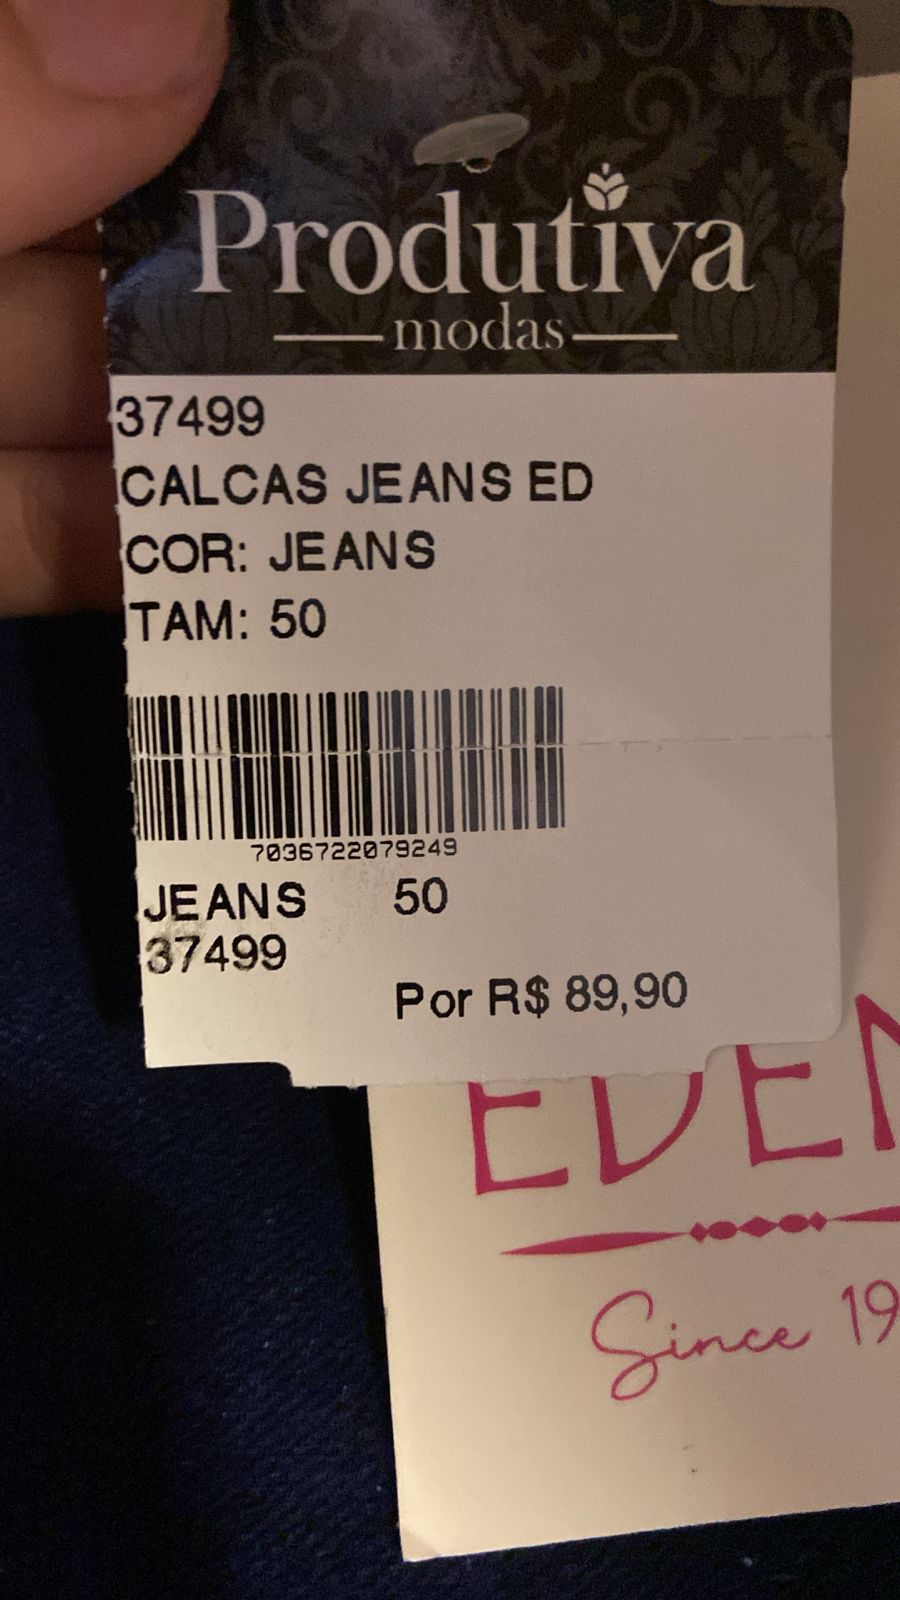 Produtiva
modas
37499
CALCAS JEANS ED
COR: JEANS
TAM: 50
7036722079249
JEANS 50
37499
Por R$ 89,90
EDEN
Since 19